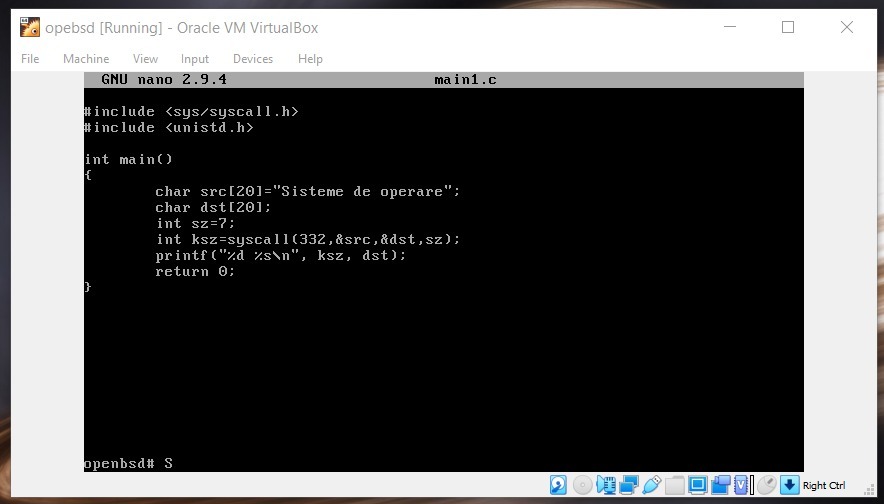 opebsd [Running] - Oracle VM VirtualBox
File Machine View Input Devices Help
GNU nano 2.9.4 main1.c
#include <sys/syscall.h>
#include <unistd.h>
int main()
{
char src[20]="Sisteme de operare";
char dst[20];
int sz=7;
int ksz=syscall(332,&src,&dst,sz);
printf("%d %s\n", ksz, dst);
return 0;
}
openbsd# S
Right Ctrl